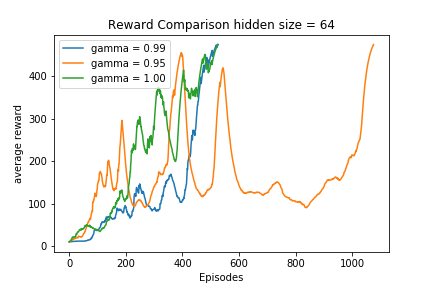 Reward Comparison hidden size = 64
gamma = 0.99
gamma = 0.95
gamma = 1.00
average reward
400
300
200
100
0
0 200 400 600 800 1000
Episodes